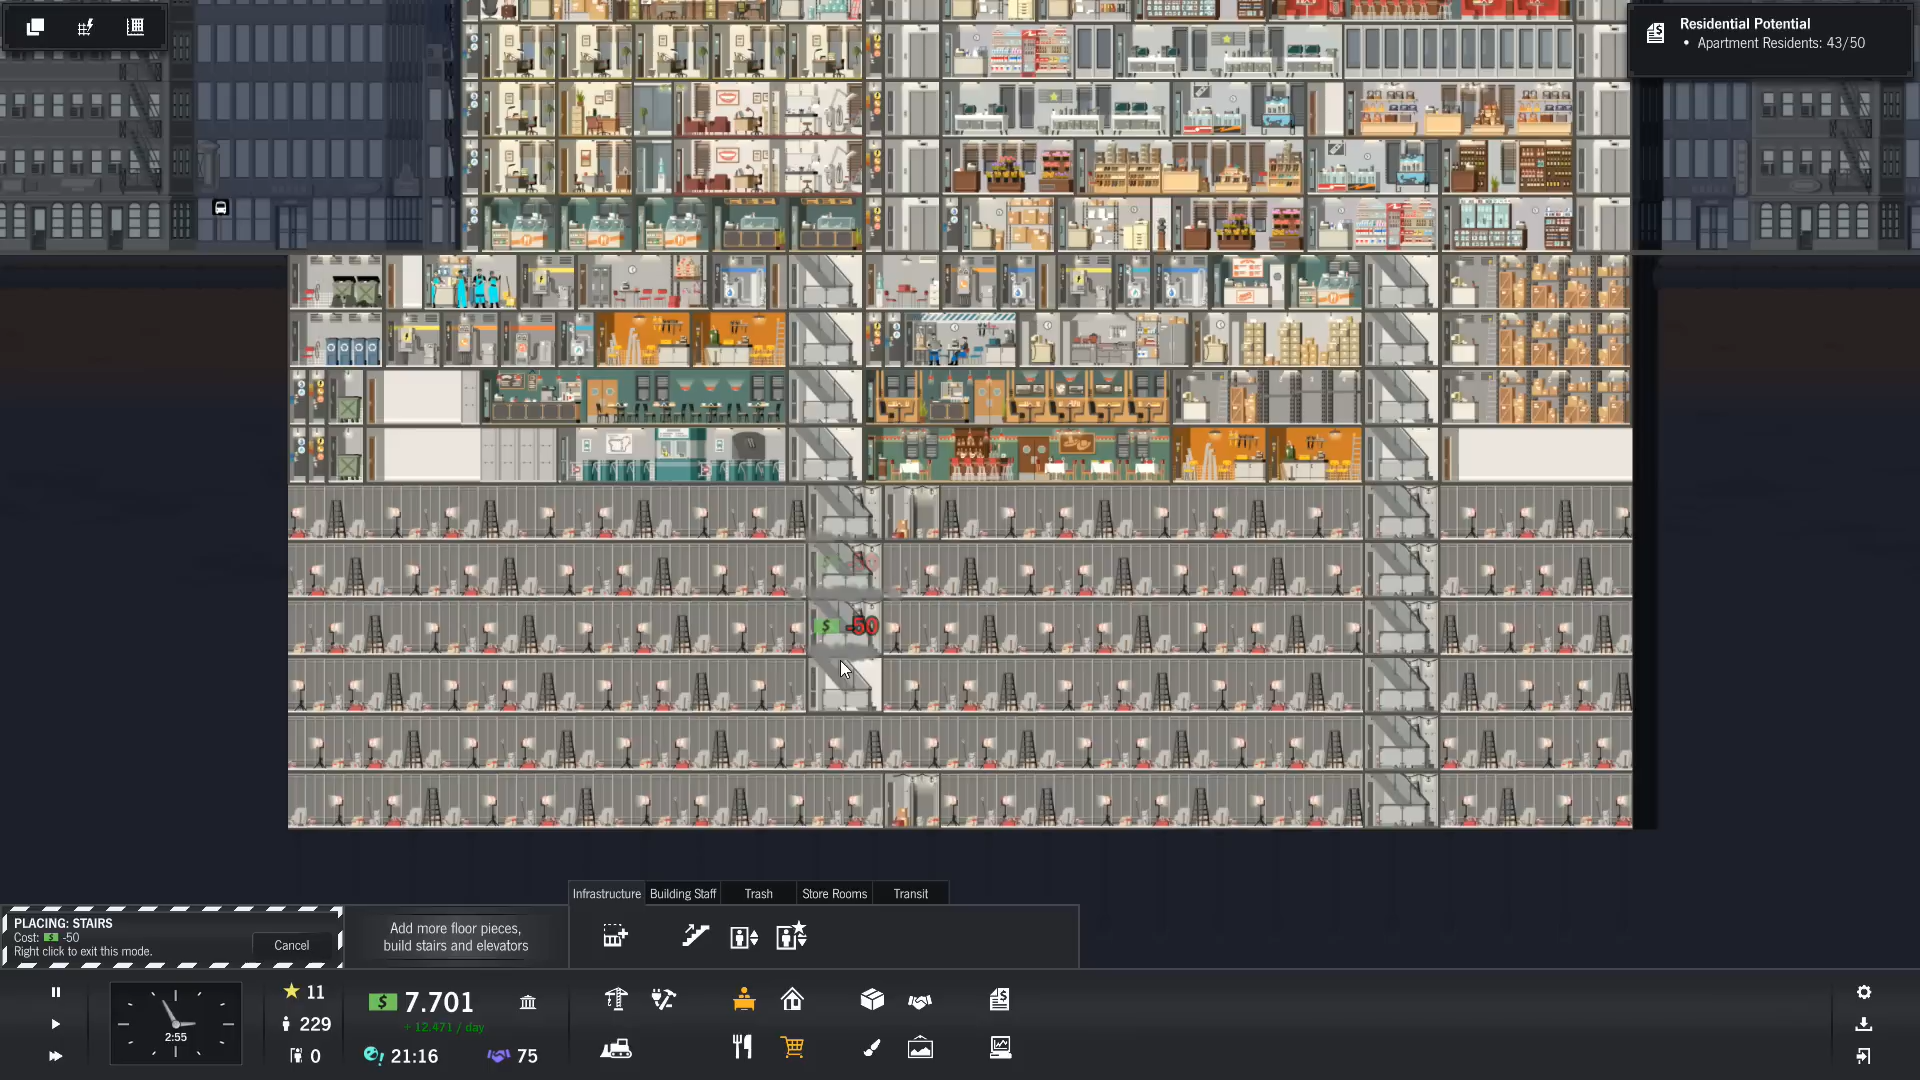 Residential Potential
• Apartment Residents: 43/50
$ -50
Infrastructure
Building Staff
Trash
Store Rooms
Transit
PLACING: STAIRS
Cost: $ -50
Right click to exit this mode.
Cancel
Add more floor pieces,
build stairs and elevators
2:55
11
229
0
$ 7.701
+ 12.471 / day
21:16
75